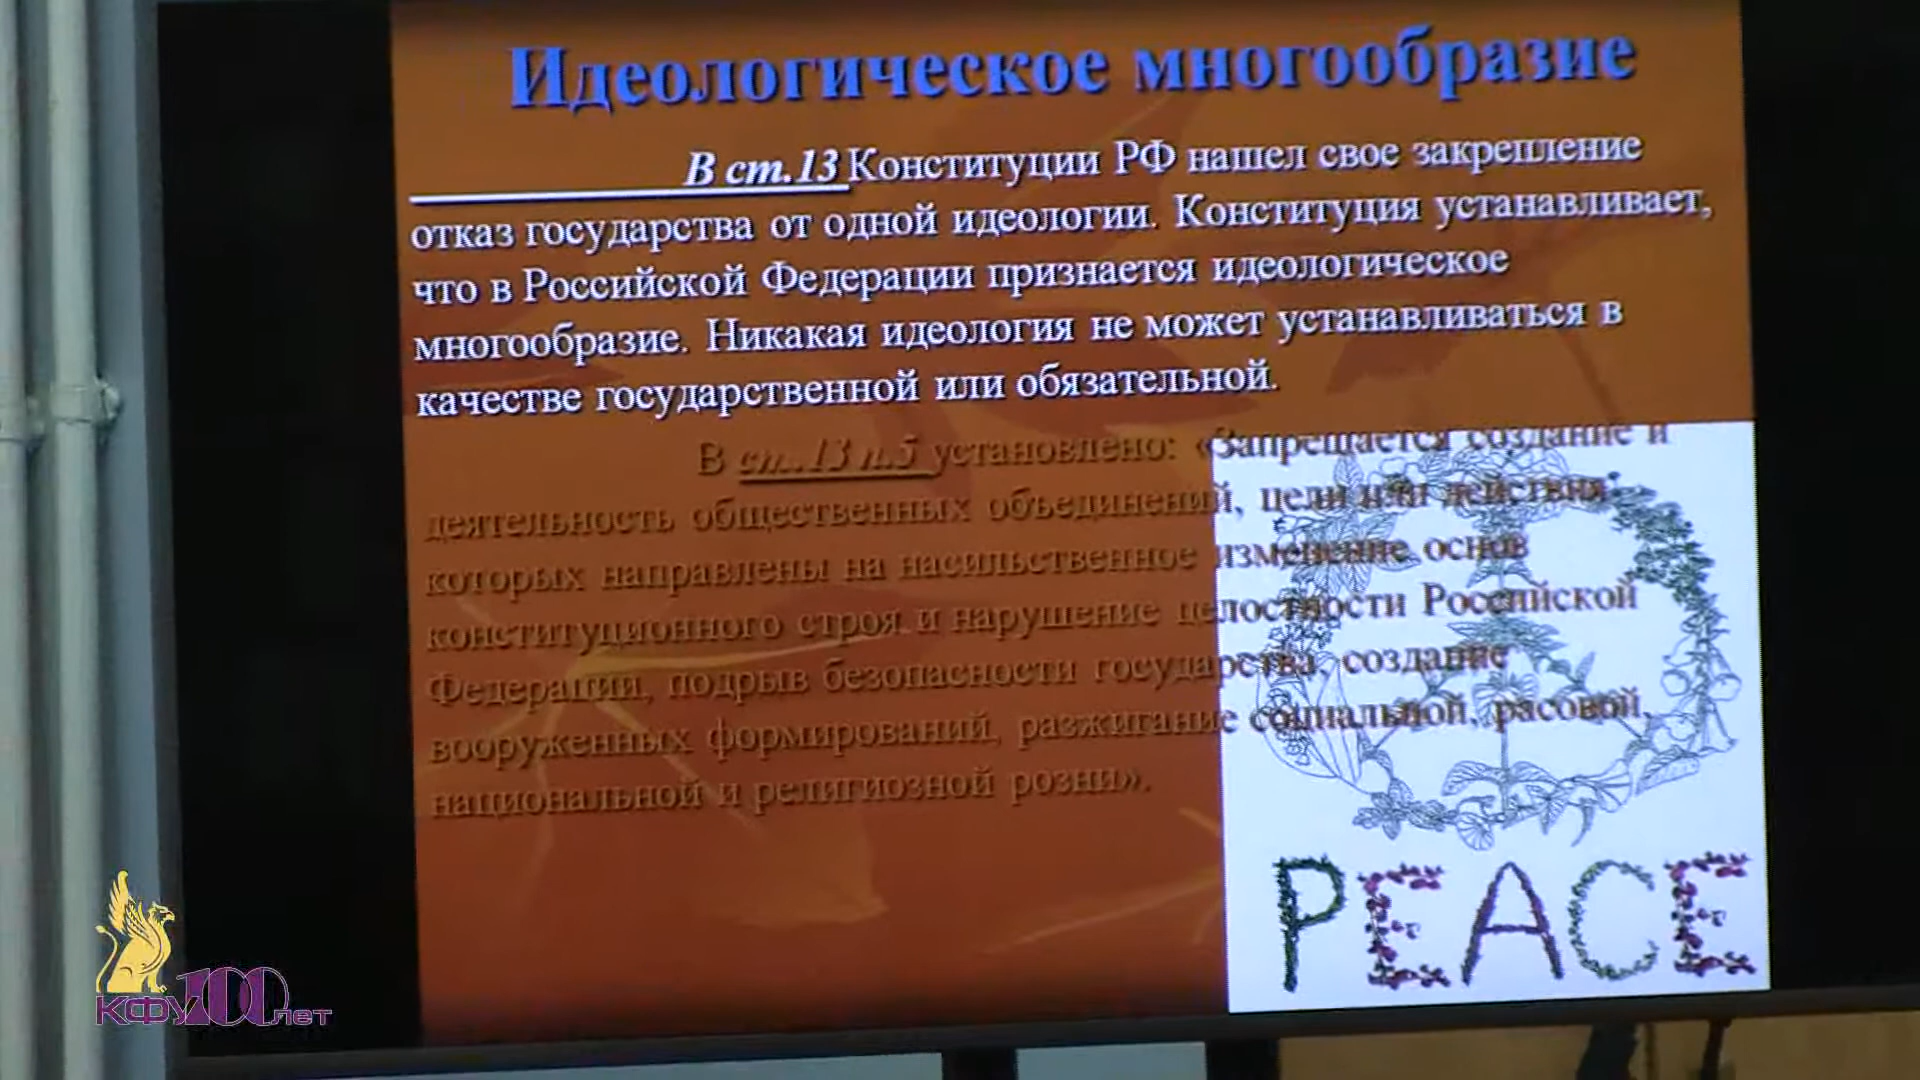 Идеологическое многообразие
В ст.13 Конституции РФ нашел свое закрепление
отказ государства от одной идеологии. Конституция устанавливает,
что в Российской Федерации признается идеологическое
многообразие. Никакая идеология не может устанавливаться в
качестве государственной или обязательной.
В ст..13 п.5 установлено: «Запрещается создание и
деятельность общественных объединений, цели или действия
которых направлены на насильственное изменение основ
конституционного строя и нарушение целостности Российской
Федерации, подрыв безопасности государства, создание
вооруженных формирований, разжигание социальной, расовой,
национальной и религиозной розни».
PEACE
КФУ 100 лет